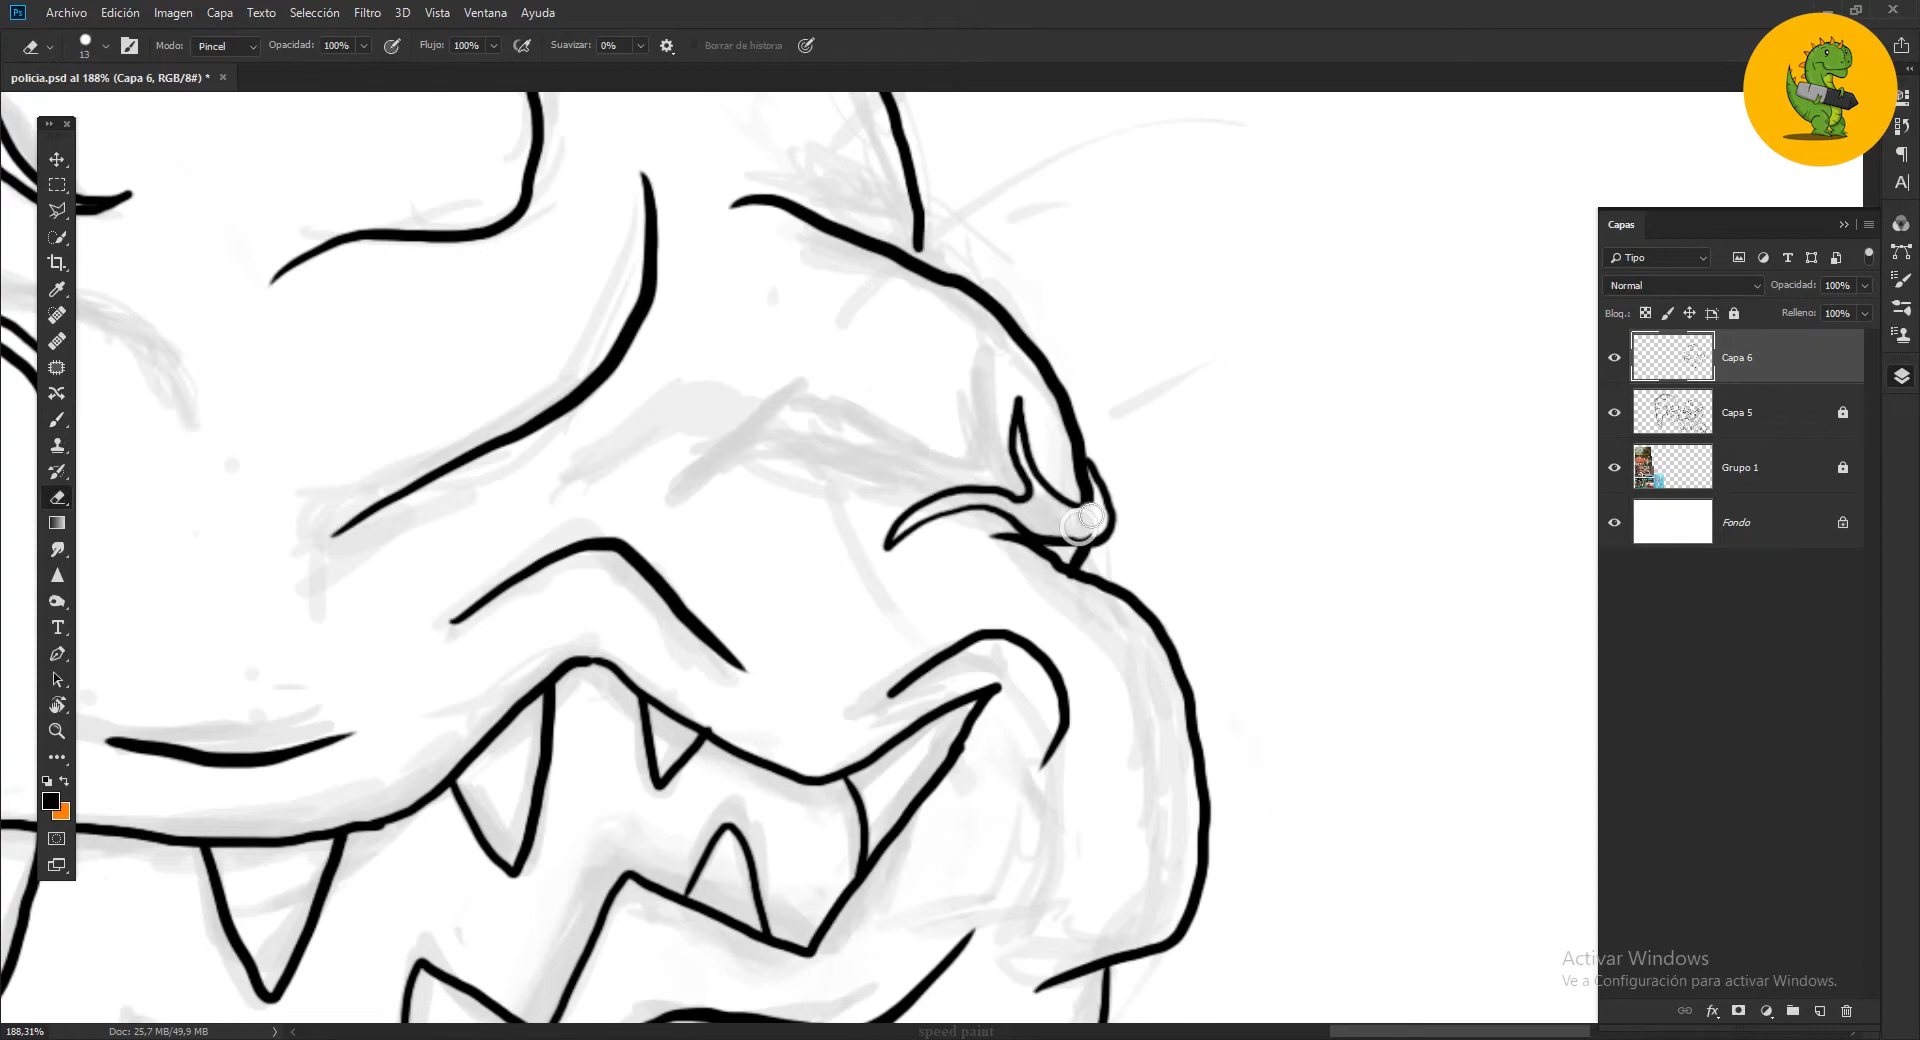 Ps Archivo Edición Imagen Capa Texto Selección Filtro 3D Vista Ventana Ayuda
13 Modo: Pincel Opacidad: 100% Flujo: 100% Suavizar: 0% Borrar de historia
policia.psd al 188% (Capa 6, RGB/8#) *
Capas
Tipo
Normal Opacidad: 100%
Bloq.: Relleno: 100%
Capa 6
Capa 5
Grupo 1
Fondo
Activar Windows
Ve a Configuración para activar Windows.
188,31% Doc: 25,7 MB/49,9 MB speed paint